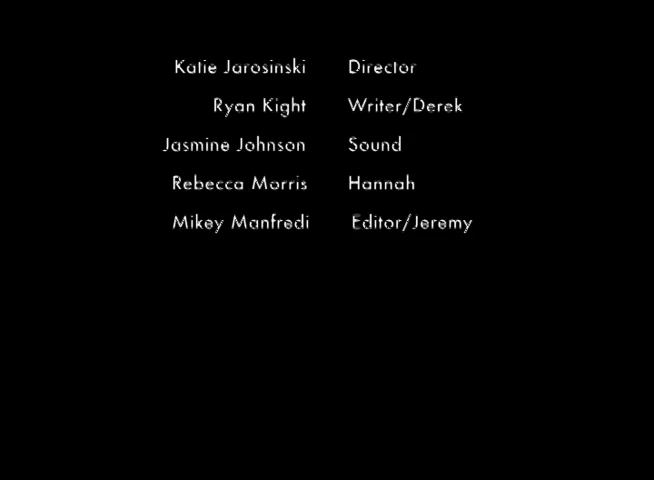 Katie Jarosinski Director
Ryan Kight Writer/Derek
Jasmine Johnson Sound
Rebecca Morris Hannah
Mikey Manfredi Editor/Jeremy